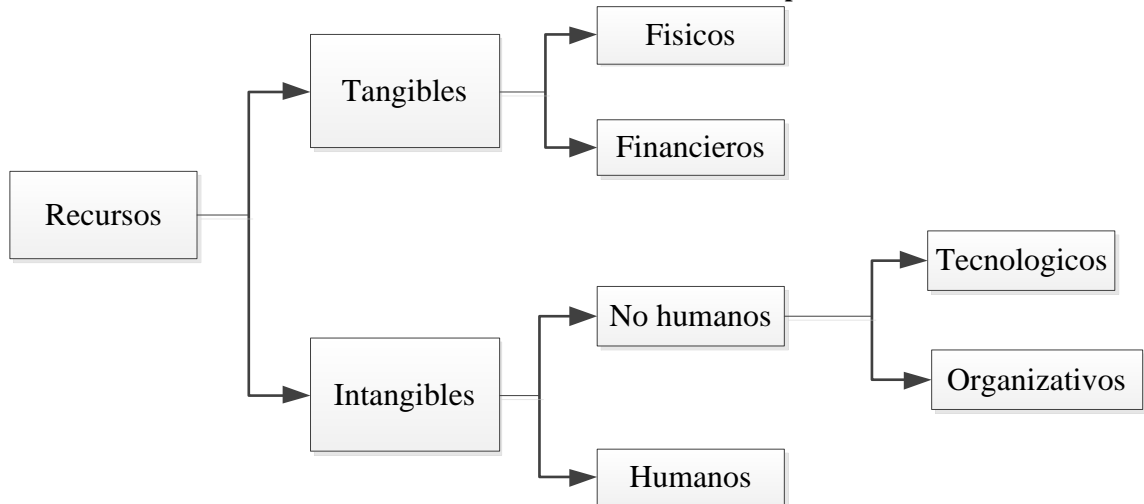 Fisicos
Tangibles
Financieros
Recursos
Tecnologicos
No humanos
Organizativos
Intangibles
Humanos